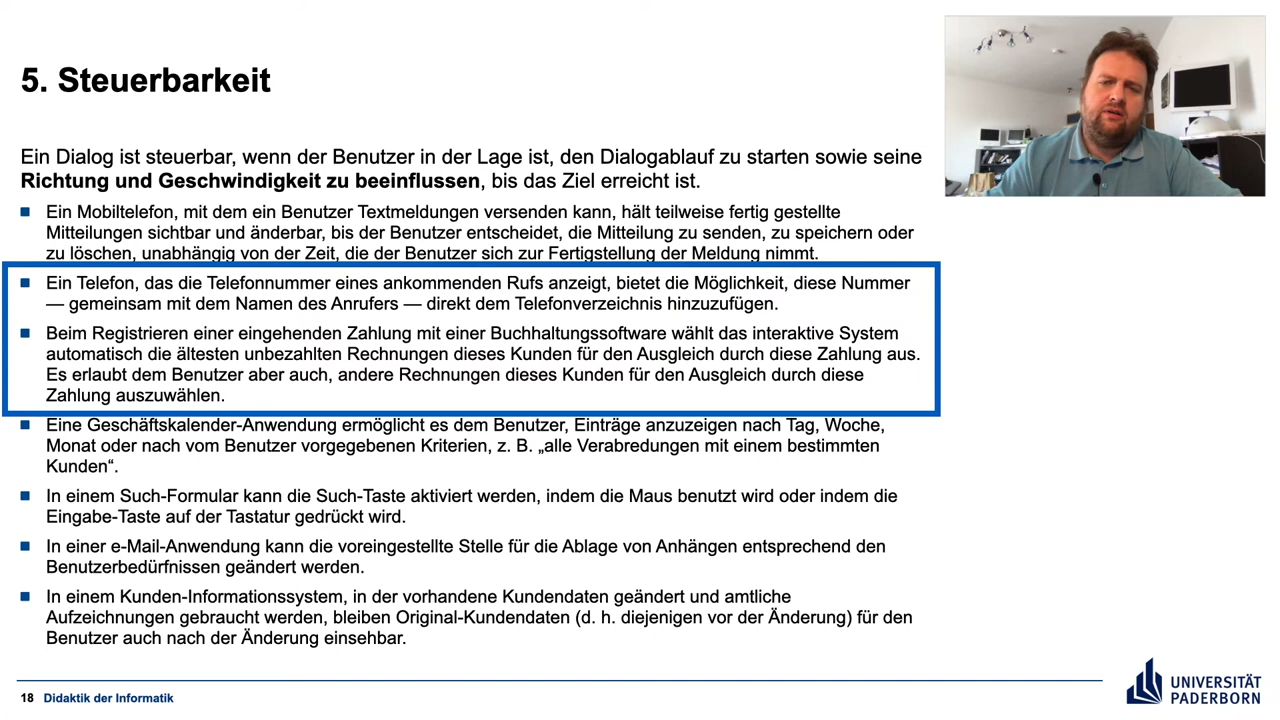 5. Steuerbarkeit
Ein Dialog ist steuerbar, wenn der Benutzer in der Lage ist, den Dialogablauf zu starten sowie seine
Richtung und Geschwindigkeit zu beeinflussen, bis das Ziel erreicht ist.
Ein Mobiltelefon, mit dem ein Benutzer Textmeldungen versenden kann, hält teilweise fertig gestellte
Mitteilungen sichtbar und änderbar, bis der Benutzer entscheidet, die Mitteilung zu senden, zu speichern oder
zu löschen, unabhängig von der Zeit, die der Benutzer sich zur Fertigstellung der Meldung nimmt.
Ein Telefon, das die Telefonnummer eines ankommenden Rufs anzeigt, bietet die Möglichkeit, diese Nummer
— gemeinsam mit dem Namen des Anrufers — direkt dem Telefonverzeichnis hinzuzufügen.
Beim Registrieren einer eingehenden Zahlung mit einer Buchhaltungssoftware wählt das interaktive System
automatisch die ältesten unbezahlten Rechnungen dieses Kunden für den Ausgleich durch diese Zahlung aus.
Es erlaubt dem Benutzer aber auch, andere Rechnungen dieses Kunden für den Ausgleich durch diese
Zahlung auszuwählen.
Eine Geschäftskalender-Anwendung ermöglicht es dem Benutzer, Einträge anzuzeigen nach Tag, Woche,
Monat oder nach vom Benutzer vorgegebenen Kriterien, z. B. „alle Verabredungen mit einem bestimmten
Kunden“.
In einem Such-Formular kann die Such-Taste aktiviert werden, indem die Maus benutzt wird oder indem die
Eingabe-Taste auf der Tastatur gedrückt wird.
In einer e-Mail-Anwendung kann die voreingestellte Stelle für die Ablage von Anhängen entsprechend den
Benutzerbedürfnissen geändert werden.
In einem Kunden-Informationssystem, in der vorhandene Kundendaten geändert und amtliche
Aufzeichnungen gebraucht werden, bleiben Original-Kundendaten (d. h. diejenigen vor der Änderung) für den
Benutzer auch nach der Änderung einsehbar.
18 Didaktik der Informatik
UNIVERSITÄT
PADERBORN